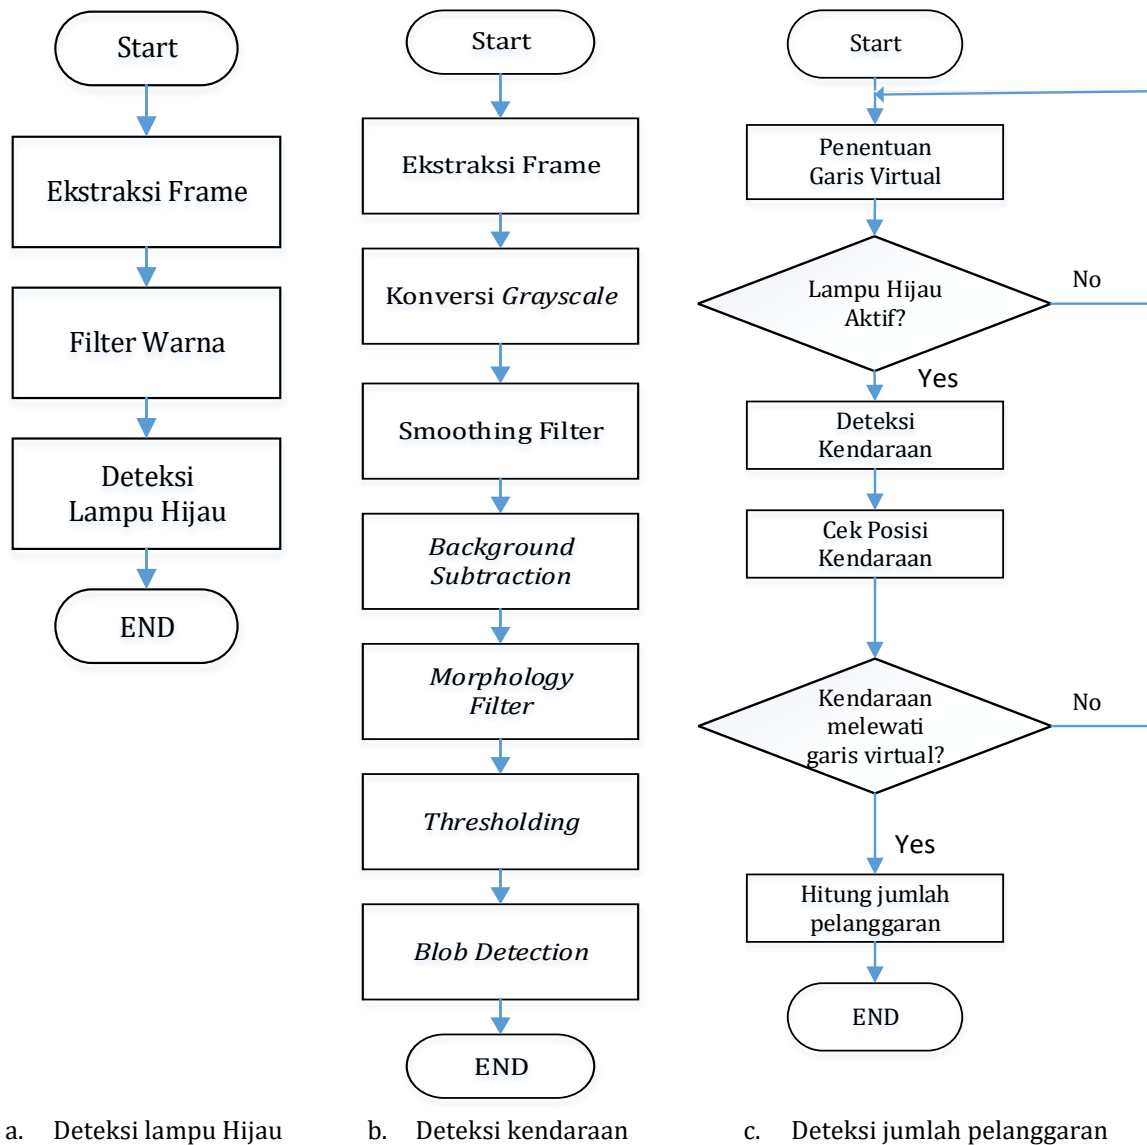 Start
Ekstraksi Frame
Filter Warna
Deteksi
Lampu Hijau
END
a. Deteksi lampu Hijau
Start
Ekstraksi Frame
Konversi Grayscale
Smoothing Filter
Background
Subtraction
Morphology
Filter
Thresholding
Blob Detection
END
b. Deteksi kendaraan
Start
Penentuan
Garis Virtual
Lampu Hijau
Aktif?
No
Yes
Deteksi
Kendaraan
Cek Posisi
Kendaraan
Kendaraan
melewati
garis virtual?
No
Yes
Hitung jumlah
pelanggaran
END
c. Deteksi jumlah pelanggaran